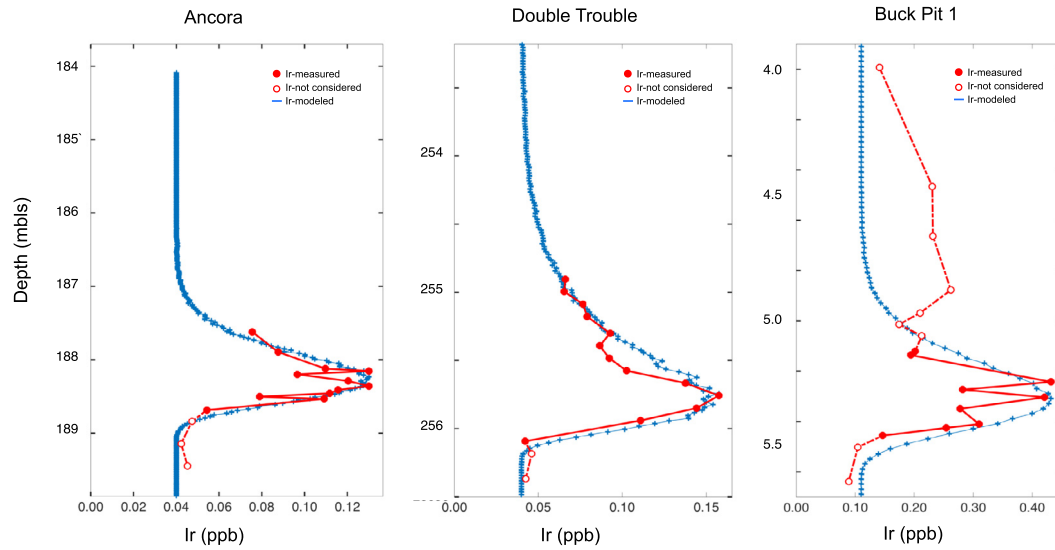 Ancora
Double Trouble
Buck Pit 1
Depth (mbls)
184
185
186
187
188
189
Ir-measured
Ir-not considered
Ir-modeled
0.00 0.02 0.04 0.06 0.08 0.10 0.12
Ir (ppb)
254
255
256
Ir-measured
Ir-not considered
Ir-modeled
0.00 0.05 0.10 0.15
Ir (ppb)
4.0
4.5
5.0
5.5
Ir-measured
Ir-not considered
Ir-modeled
0.00 0.10 0.20 0.30 0.40
Ir (ppb)